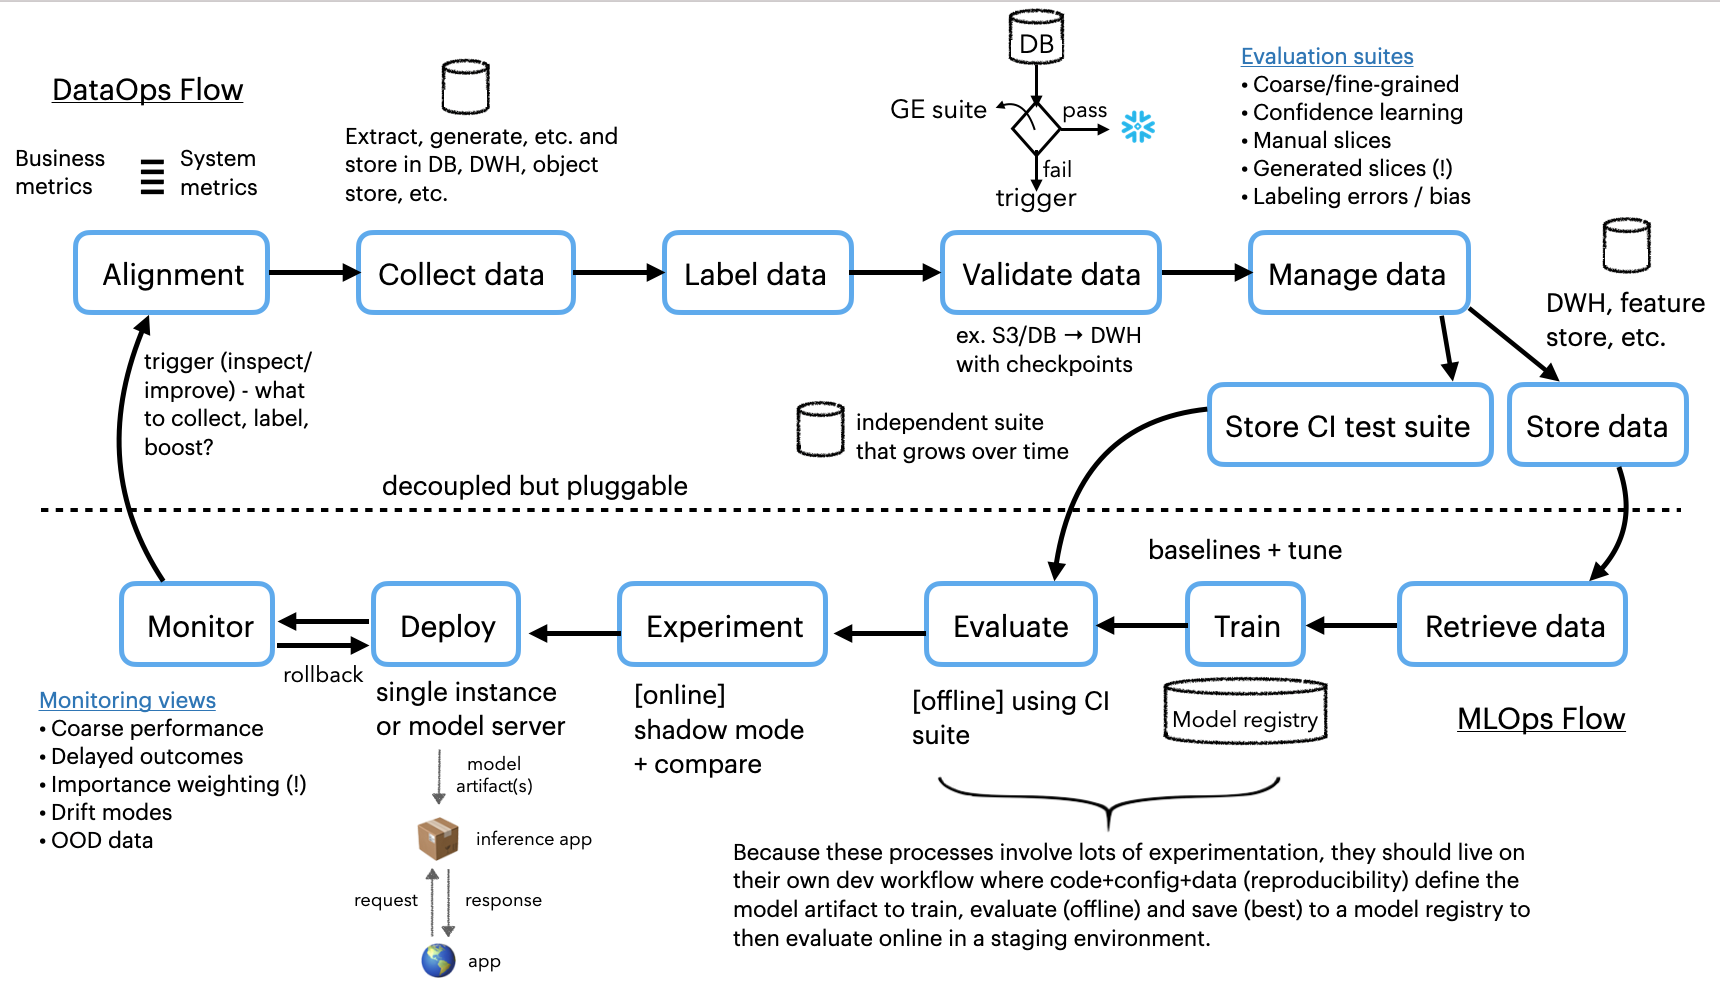 DataOps Flow
Business
metrics
System
metrics
Extract, generate, etc. and
store in DB, DWH, object
store, etc.
DB
GE suite
pass
fail
trigger
Evaluation suites
• Coarse/fine-grained
• Confidence learning
• Manual slices
• Generated slices (!)
• Labeling errors / bias
Alignment
Collect data
Label data
Validate data
Manage data
DWH, feature
store, etc.
trigger (inspect/
improve) - what
to collect, label,
boost?
ex. S3/DB → DWH
with checkpoints
independent suite
that grows over time
Store CI test suite
Store data
decoupled but pluggable
baselines + tune
Monitor
Deploy
Experiment
Evaluate
Train
Retrieve data
rollback
Monitoring views
• Coarse performance
• Delayed outcomes
• Importance weighting (!)
• Drift modes
• OOD data
single instance
or model server
model
artifact(s)
inference app
request
response
app
[online]
shadow mode
+ compare
[offline] using CI
suite
Model registry
MLOps Flow
Because these processes involve lots of experimentation, they should live on
their own dev workflow where code+config+data (reproducibility) define the
model artifact to train, evaluate (offline) and save (best) to a model registry to
then evaluate online in a staging environment.